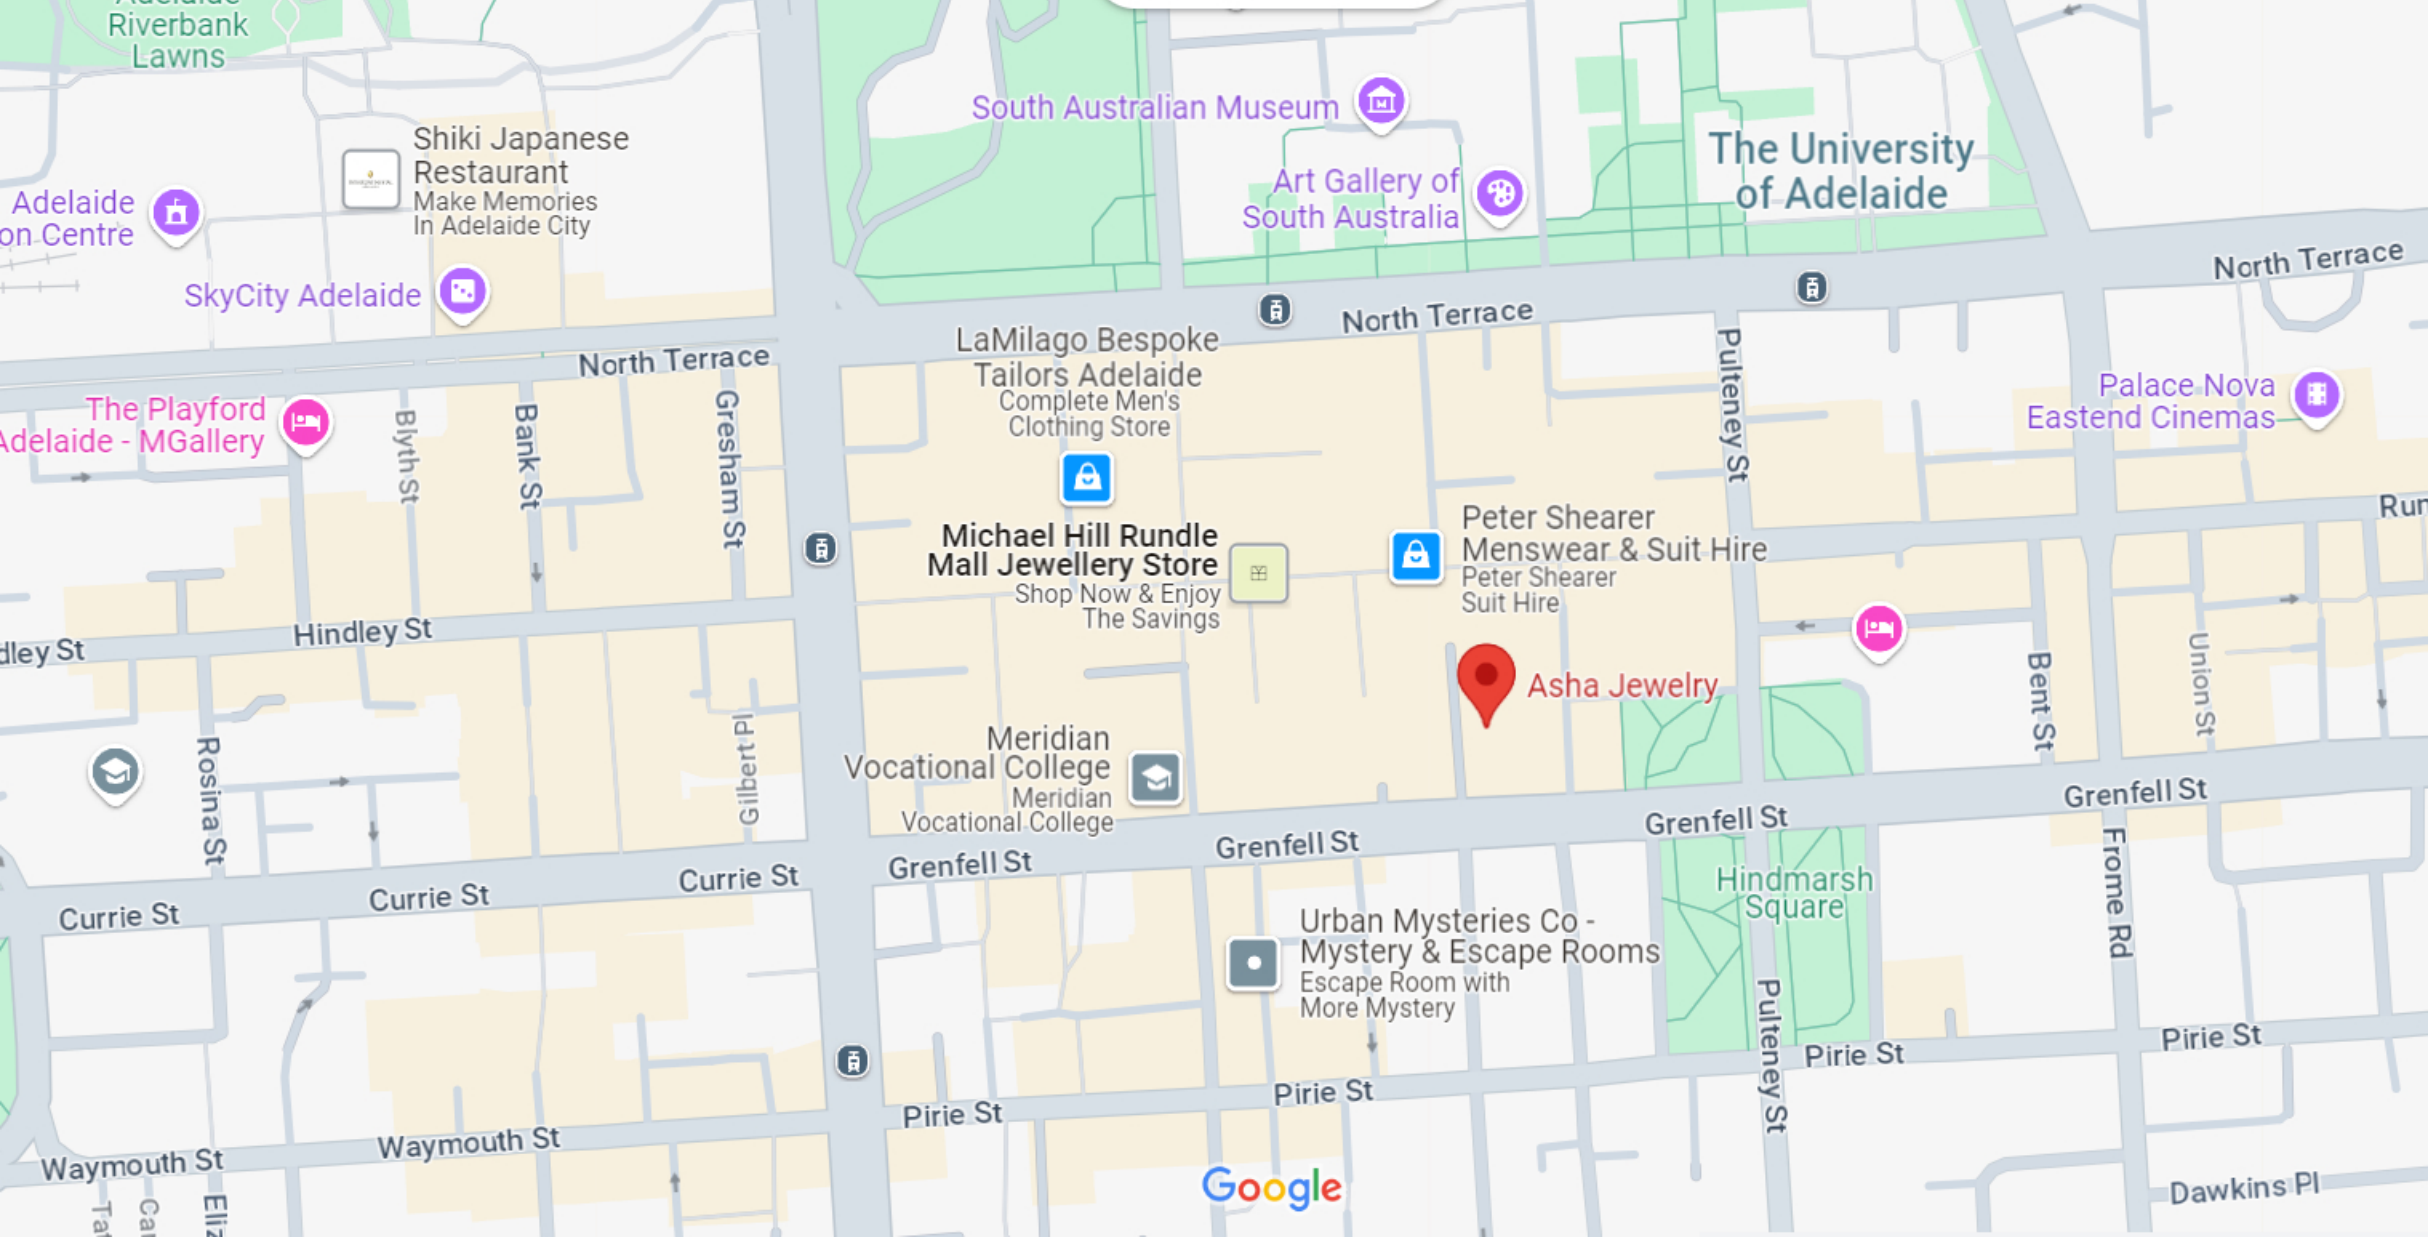 Adelaide
Riverbank
Lawns
South Australian Museum
Shiki Japanese
Restaurant
Make Memories
In Adelaide City
The University
of Adelaide
Art Gallery of
South Australia
Adelaide
on Centre
SkyCity Adelaide
North Terrace
North Terrace
North Terrace
LaMilago Bespoke
Tailors Adelaide
Complete Men's
Clothing Store
The Playford
Adelaide - MGallery
Blyth St
Bank St
Gresham St
Pulteney St
Palace Nova
Eastend Cinemas
Run
Michael Hill Rundle
Mall Jewellery Store
Shop Now & Enjoy
The Savings
Peter Shearer
Menswear & Suit Hire
Peter Shearer
Suit Hire
Hindley St
dley St
Asha Jewelry
Bent St
Union St
Rosina St
Gilbert Pl
Meridian
Vocational College
Meridian
Vocational College
Grenfell St
Grenfell St
Grenfell St
Grenfell St
Currie St
Currie St
Currie St
Hindmarsh
Square
Frome Rd
Urban Mysteries Co -
Mystery & Escape Rooms
Escape Room with
More Mystery
Pulteney St
Pirie St
Pirie St
Pirie St
Pirie St
Waymouth St
Waymouth St
Google
Dawkins Pl
Tat
Can
Eliz